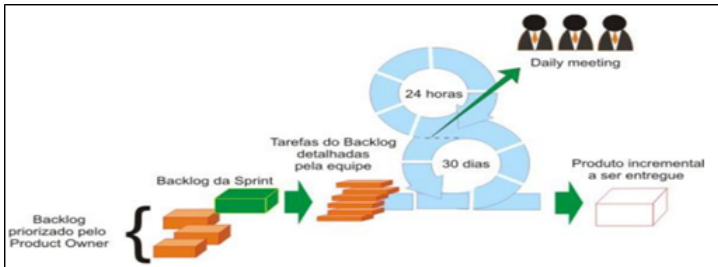 Backlog
priorizado pelo
Product Owner
Backlog da Sprint
Tarefas do Backlog
detalhadas
pela equipe
24 horas
30 dias
Daily meeting
Produto incremental
a ser entregue